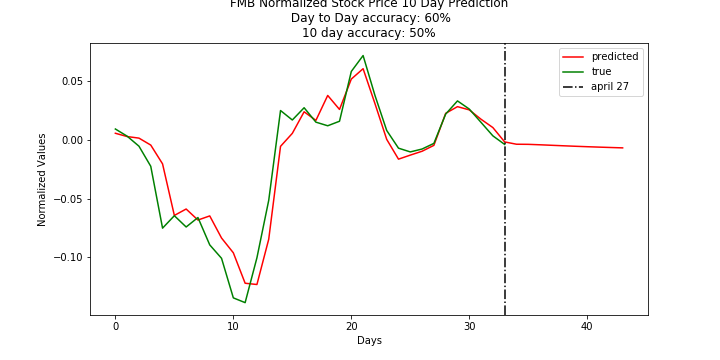 FMB Normalized Stock Price 10 Day Prediction
Day to Day accuracy: 60%
10 day accuracy: 50%
predicted
true
april 27
0.05
0.00
−0.05
−0.10
Normalized Values
0
10
20
30
40
Days